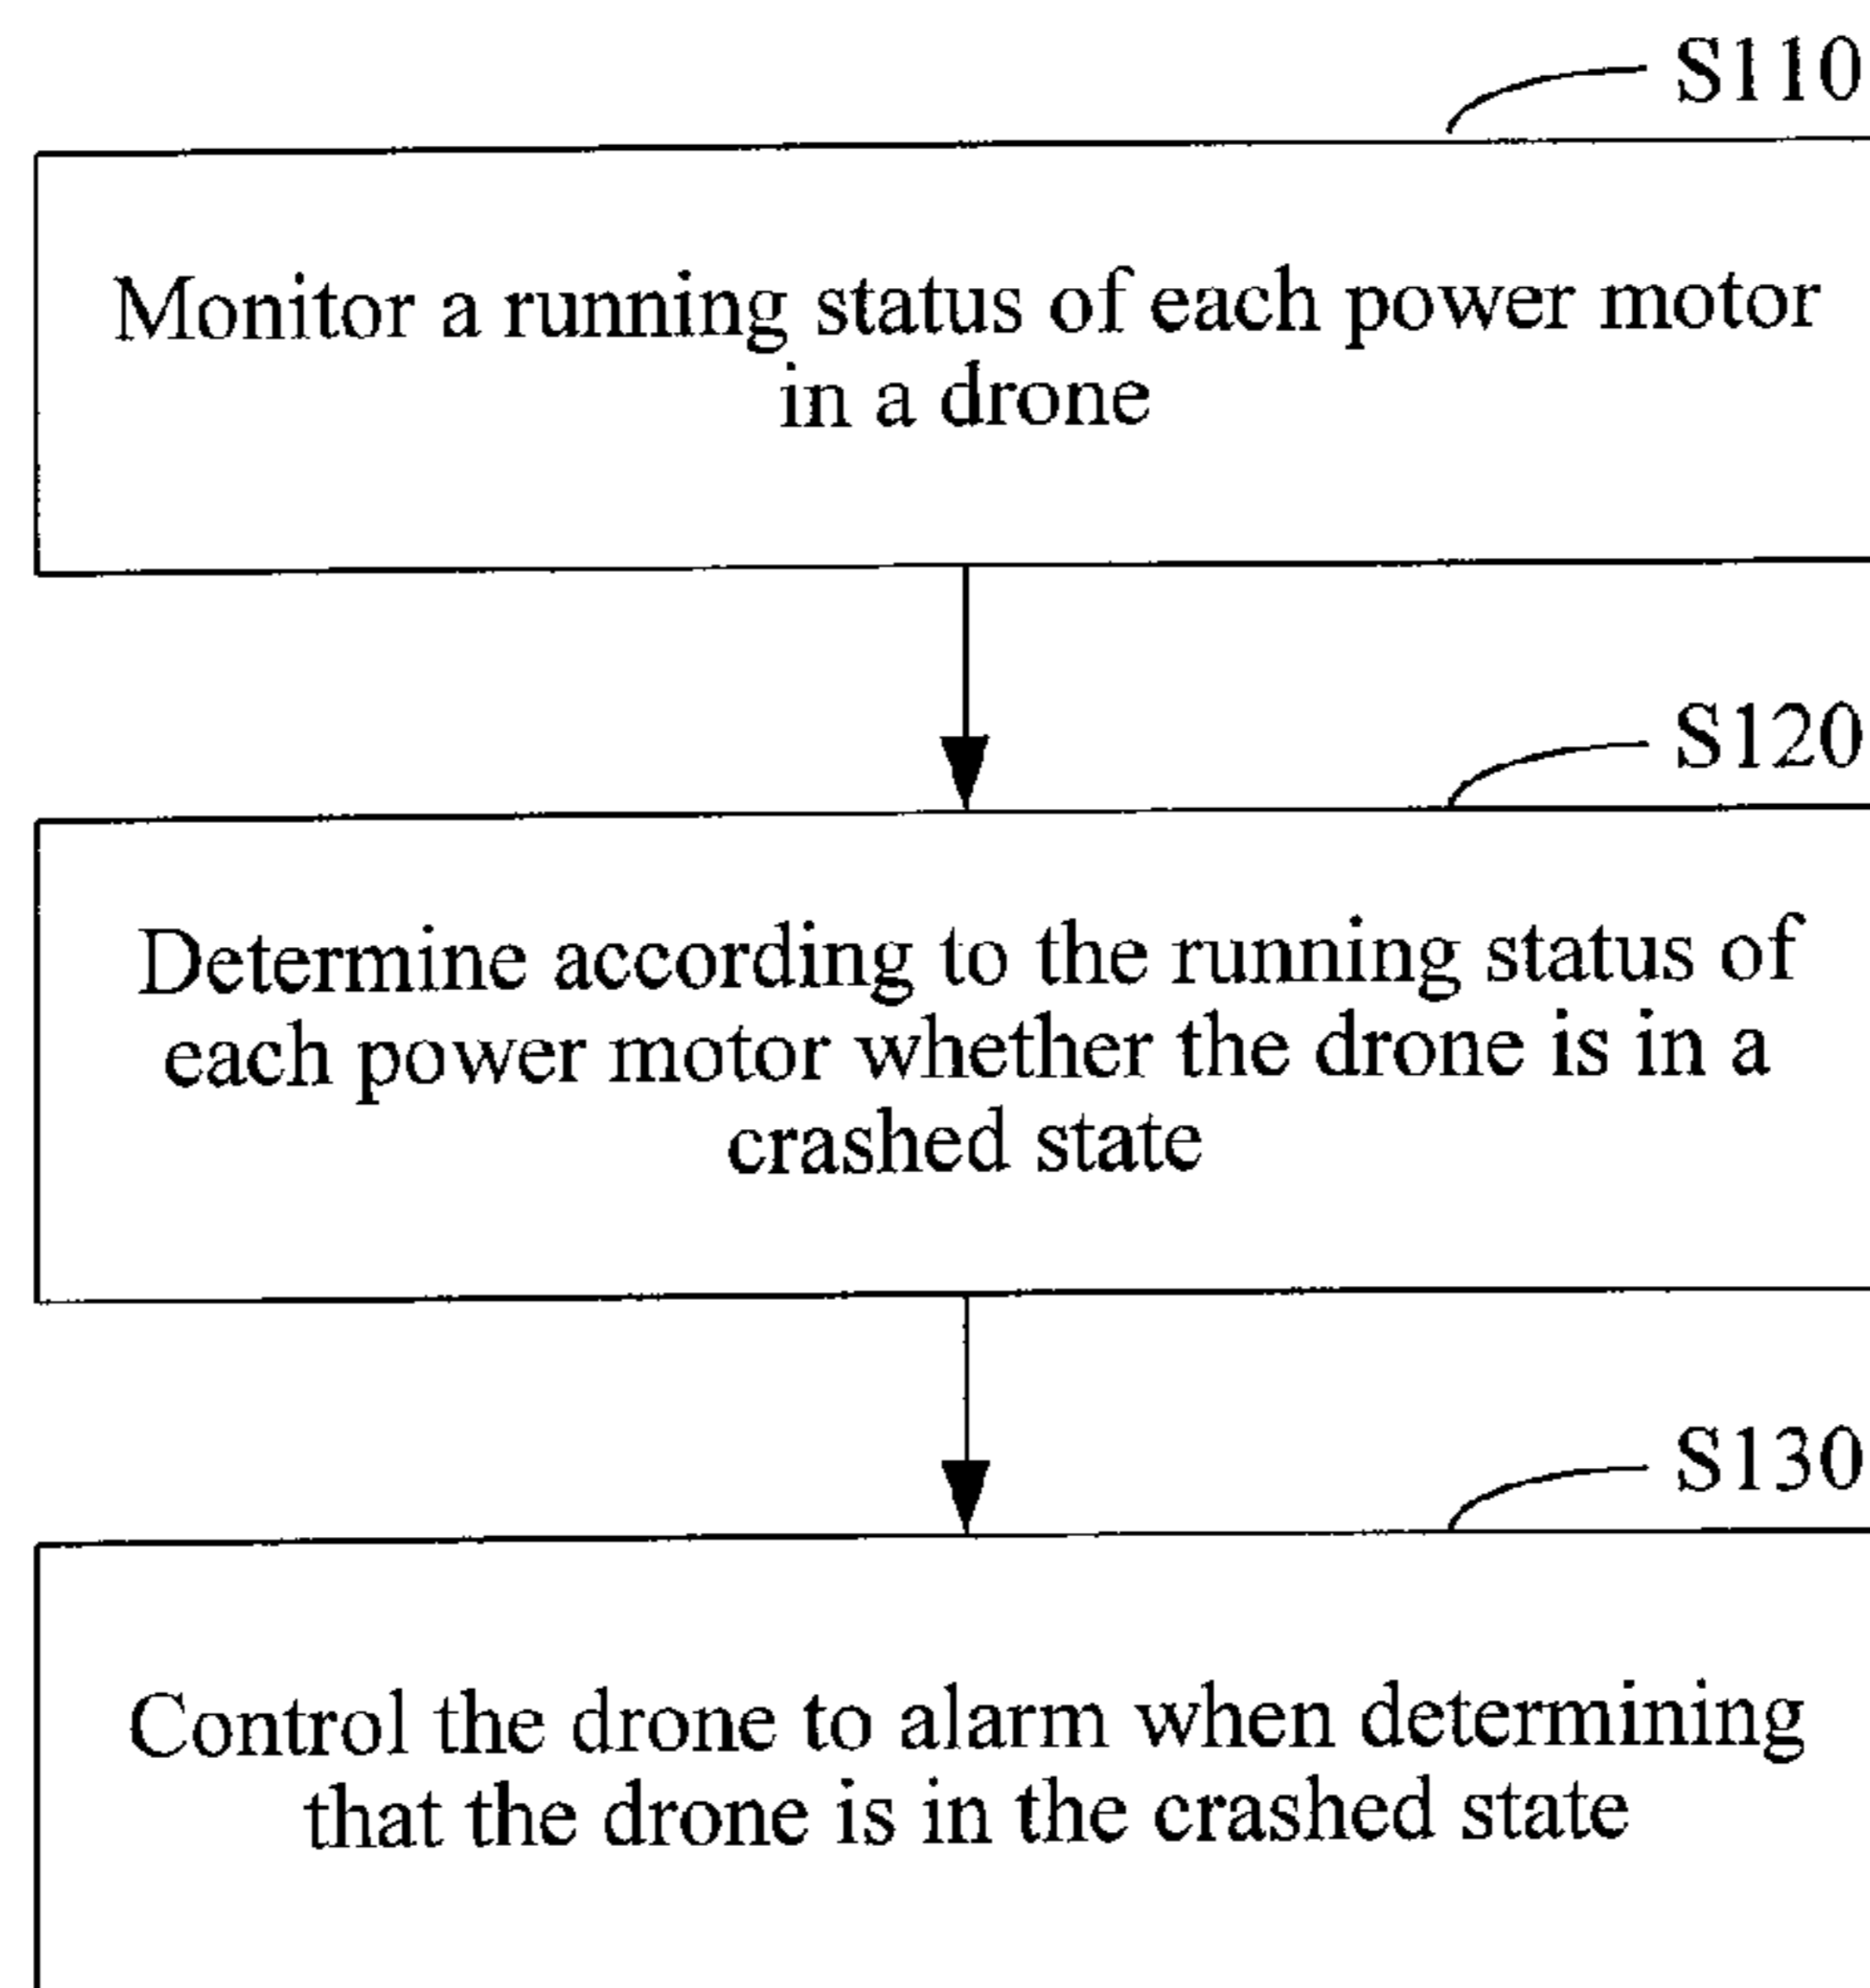 S110
Monitor a running status of each power motor
in a drone
S120
Determine according to the running status of
each power motor whether the drone is in a
crashed state
S130
Control the drone to alarm when determining
that the drone is in the crashed state